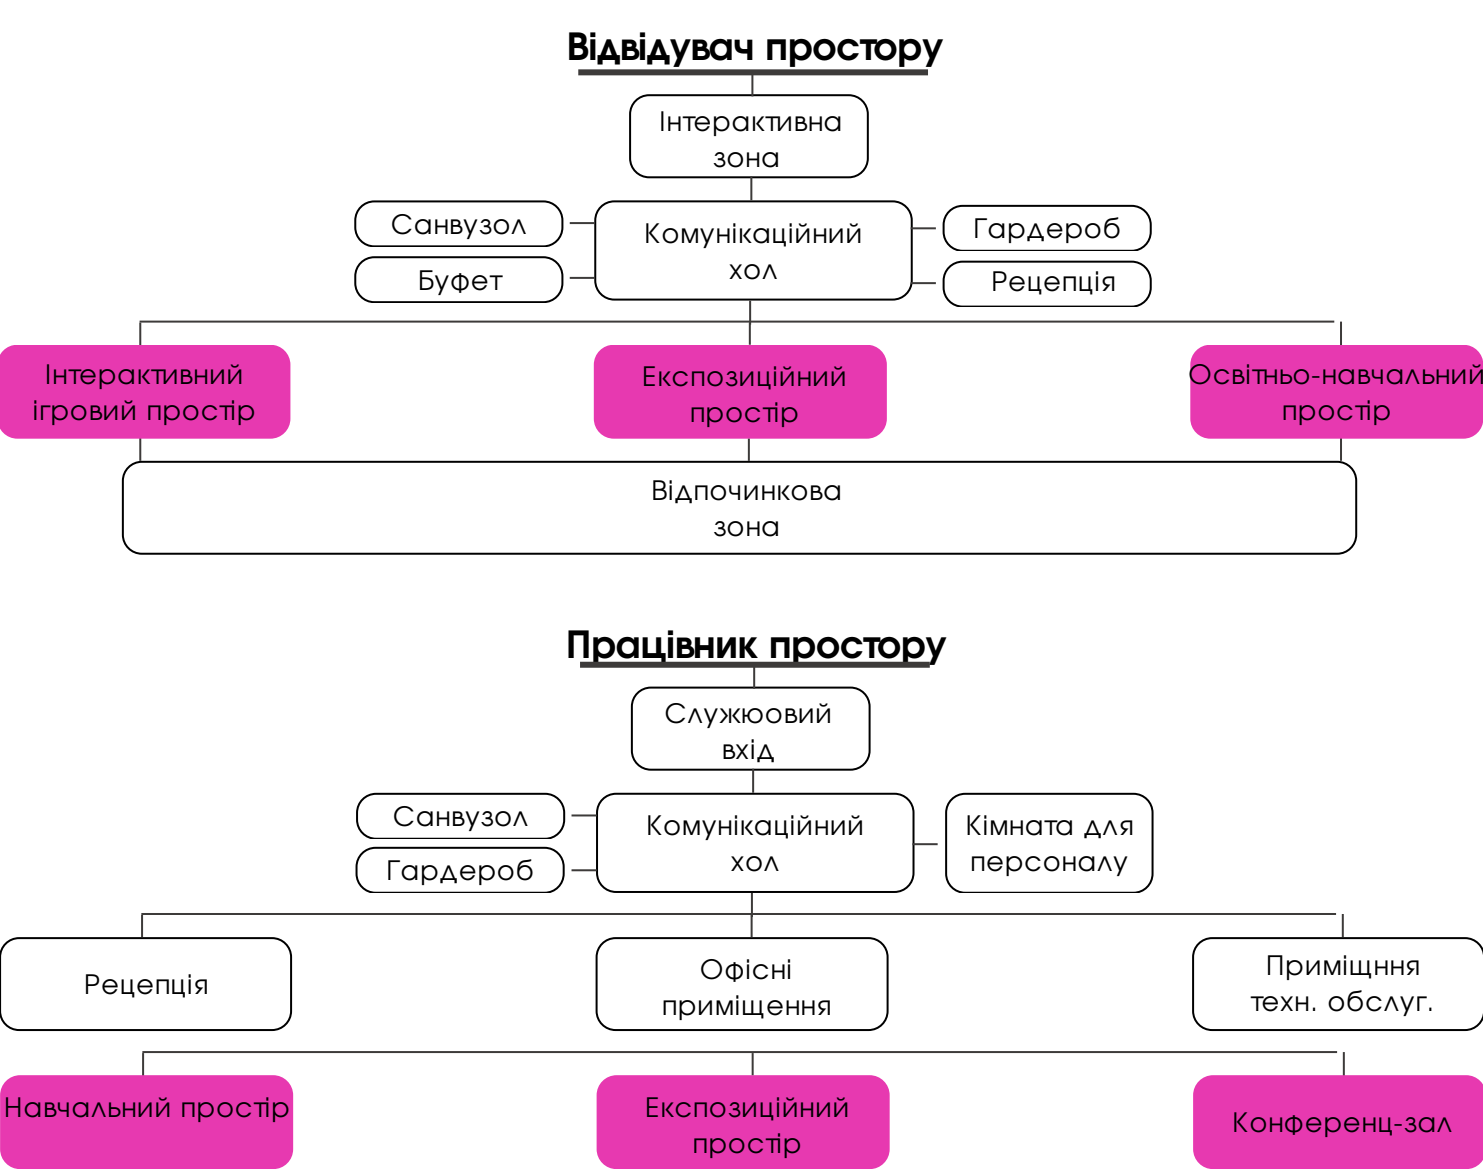 Відвідувач простору
Інтерактивна
зона
Санвузол
Комунікаційний
хол
Гардероб
Буфет
Рецепція
Інтерактивний
ігровий простір
Експозиційний
простір
Освітньо-навчальний
простір
Відпочинкова
зона
Працівник простору
Служюовий
вхід
Санвузол
Комунікаційний
хол
Кімната для
персоналу
Гардероб
Рецепція
Офісні
приміщення
Приміщння
техн. обслуг.
Навчальний простір
Експозиційний
простір
Конференц-зал